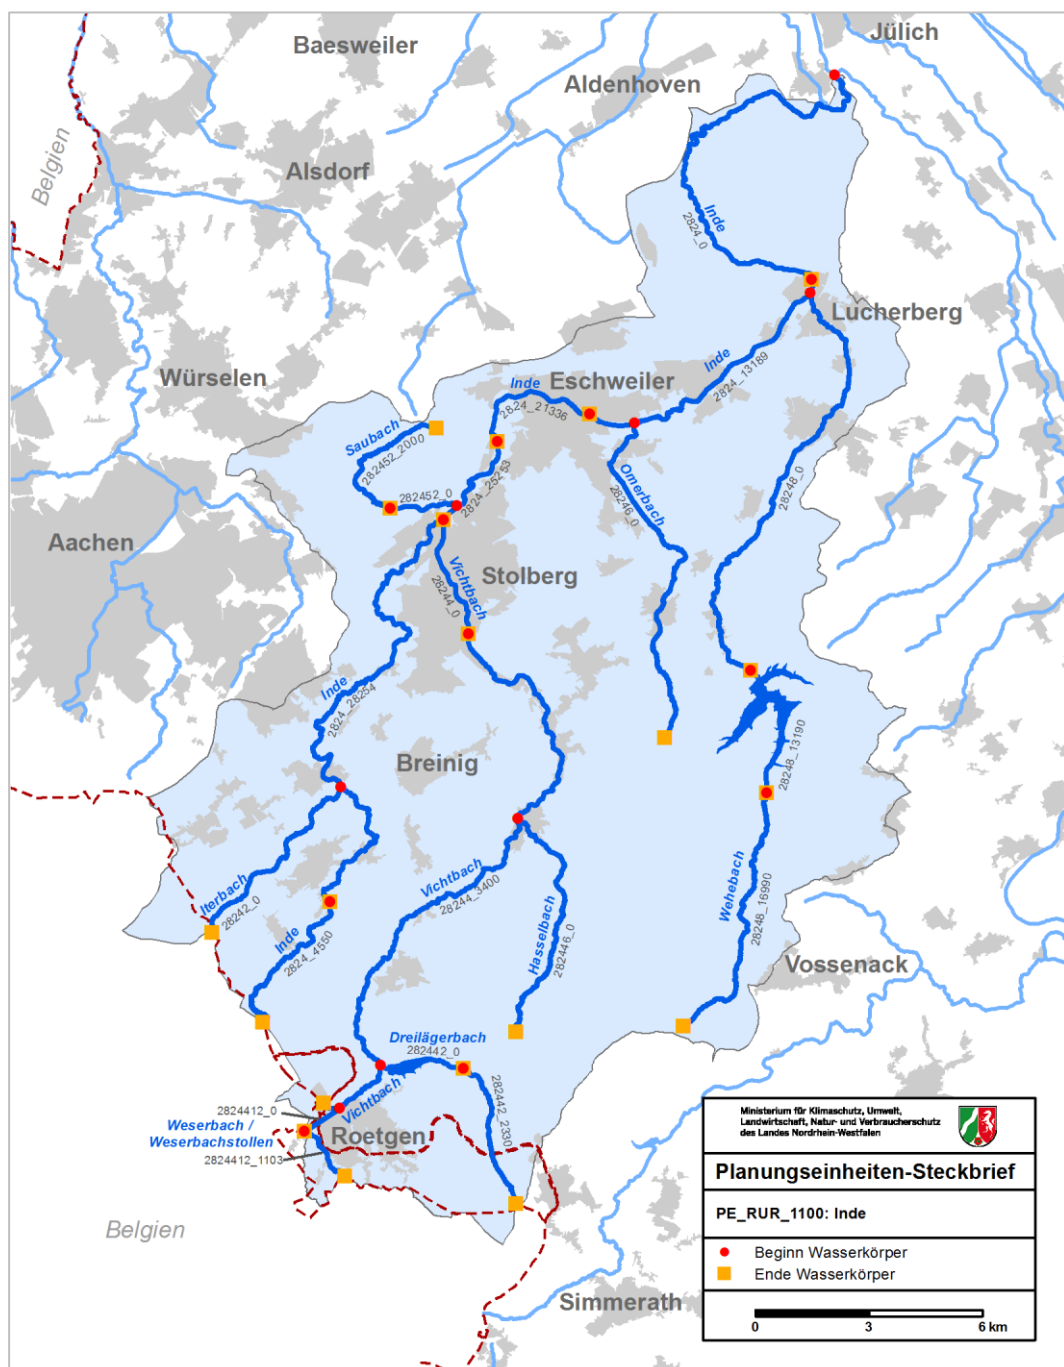 Jülich
Baesweiler
Aldenhoven
Belgien
Alsdorf
Inde
2824_0
Lucherberg
Würselen
Inde
Eschweiler
Inde
2824_13189
2824_21336
Saubach
282452_2000
282452_0
2824_25253
Omerbach
28246_0
28248_0
Aachen
Stolberg
Vichtbach
28244_0
Inde
2824_28254
Breinig
28248_13190
Iterbach
28242_0
Inde
2824_4550
Vichtbach
28244_3400
Hasselbach
282446_0
Wehebach
28248_16990
Vossenack
Dreilägerbach
282442_0
282442_2330
Vichtbach
2824412_0
Weserbach /
Weserbachstollen
2824412_1103
Roetgen
Belgien
Simmerath
Ministerium für Klimaschutz, Umwelt,
Landwirtschaft, Natur- und Verbraucherschutz
des Landes Nordrhein-Westfalen
Planungseinheiten-Steckbrief
PE_RUR_1100: Inde
Beginn Wasserkörper
Ende Wasserkörper
0 3 6 km